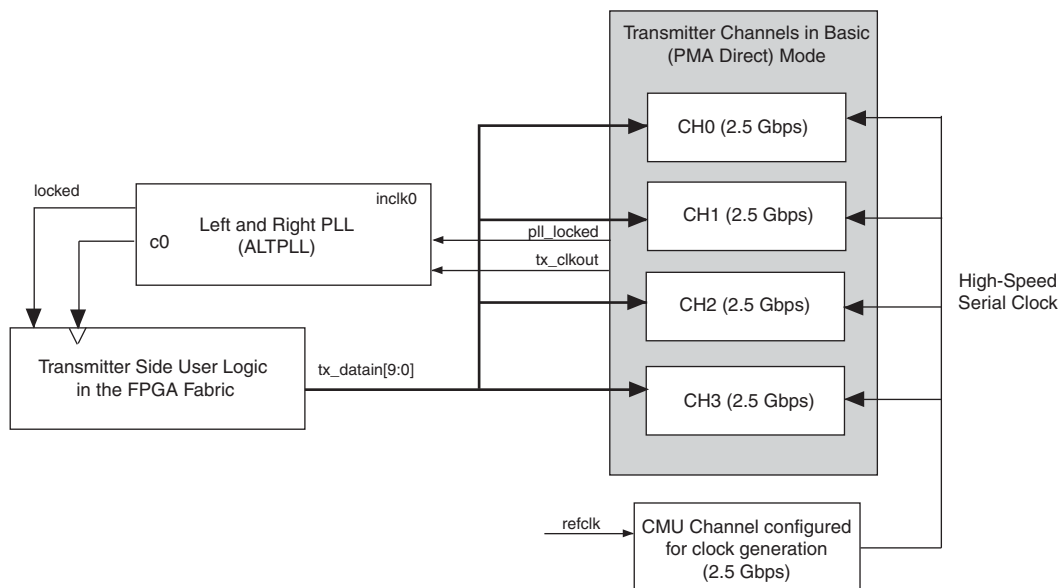 Transmitter Channels in Basic
(PMA Direct) Mode
CH0 (2.5 Gbps)
locked
inclk0
Left and Right PLL
(ALTPLL)
c0
CH1 (2.5 Gbps)
pll_locked
tx_clkout
CH2 (2.5 Gbps)
High-Speed
Serial Clock
Transmitter Side User Logic
in the FPGA Fabric
tx_datain[9:0]
CH3 (2.5 Gbps)
refclk
CMU Channel configured
for clock generation
(2.5 Gbps)